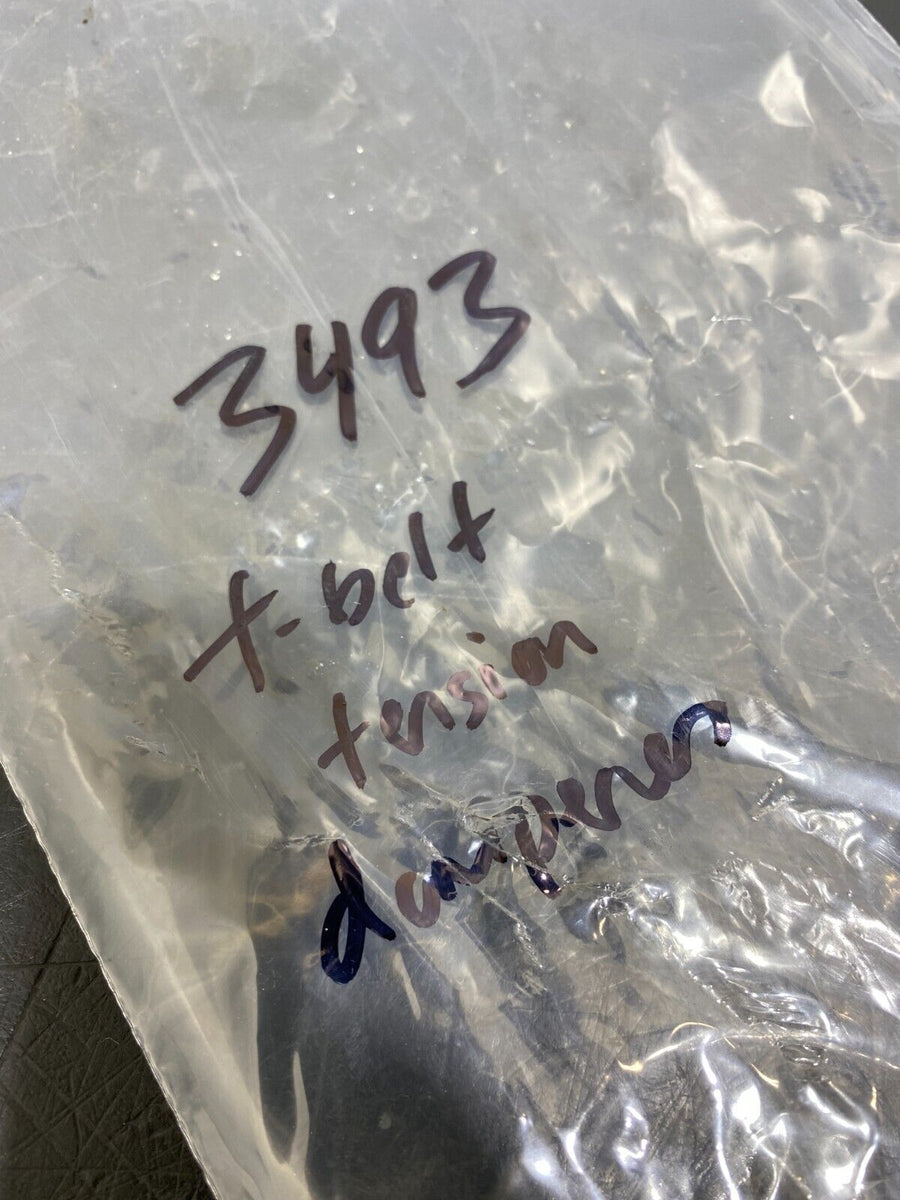 3493
t-belt
tension
dampener